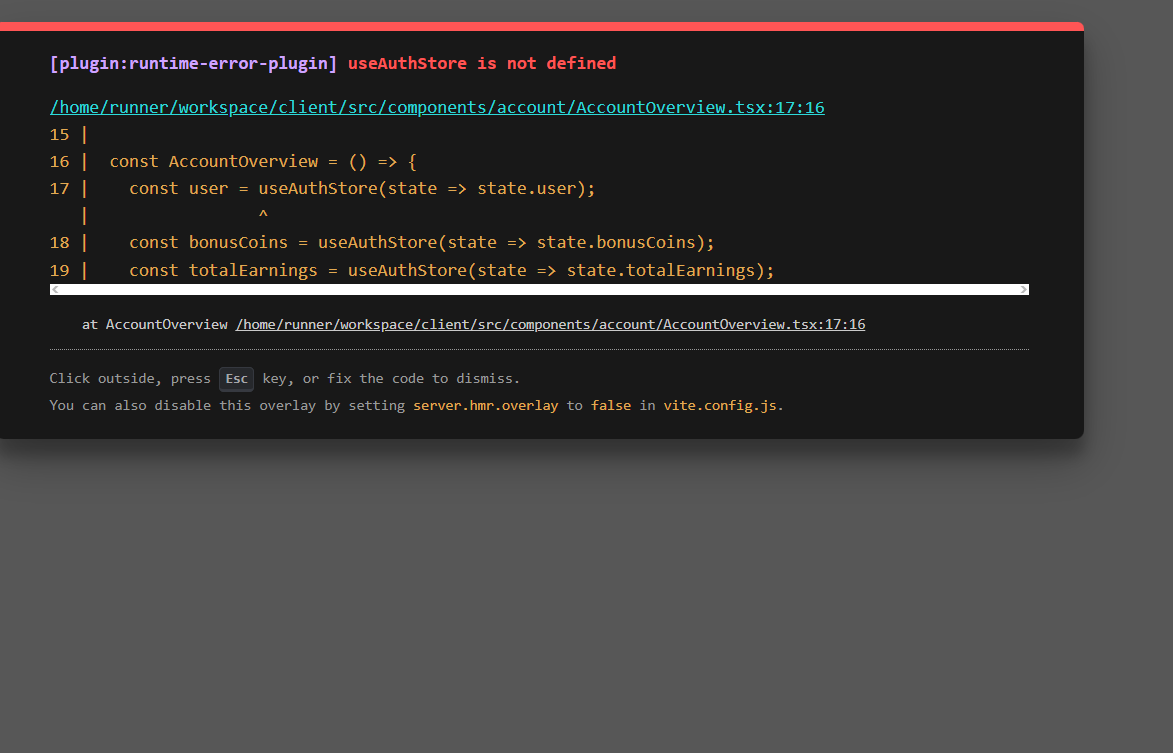 [plugin:runtime-error-plugin] useAuthStore is not defined
/home/runner/workspace/client/src/components/account/AccountOverview.tsx:17:16
15 |
16 |  const AccountOverview = () => {
17 |    const user = useAuthStore(state => state.user);
   |                 ^
18 |    const bonusCoins = useAuthStore(state => state.bonusCoins);
19 |    const totalEarnings = useAuthStore(state => state.totalEarnings);
at AccountOverview /home/runner/workspace/client/src/components/account/AccountOverview.tsx:17:16
Click outside, press Esc key, or fix the code to dismiss.
You can also disable this overlay by setting server.hmr.overlay to false in vite.config.js.